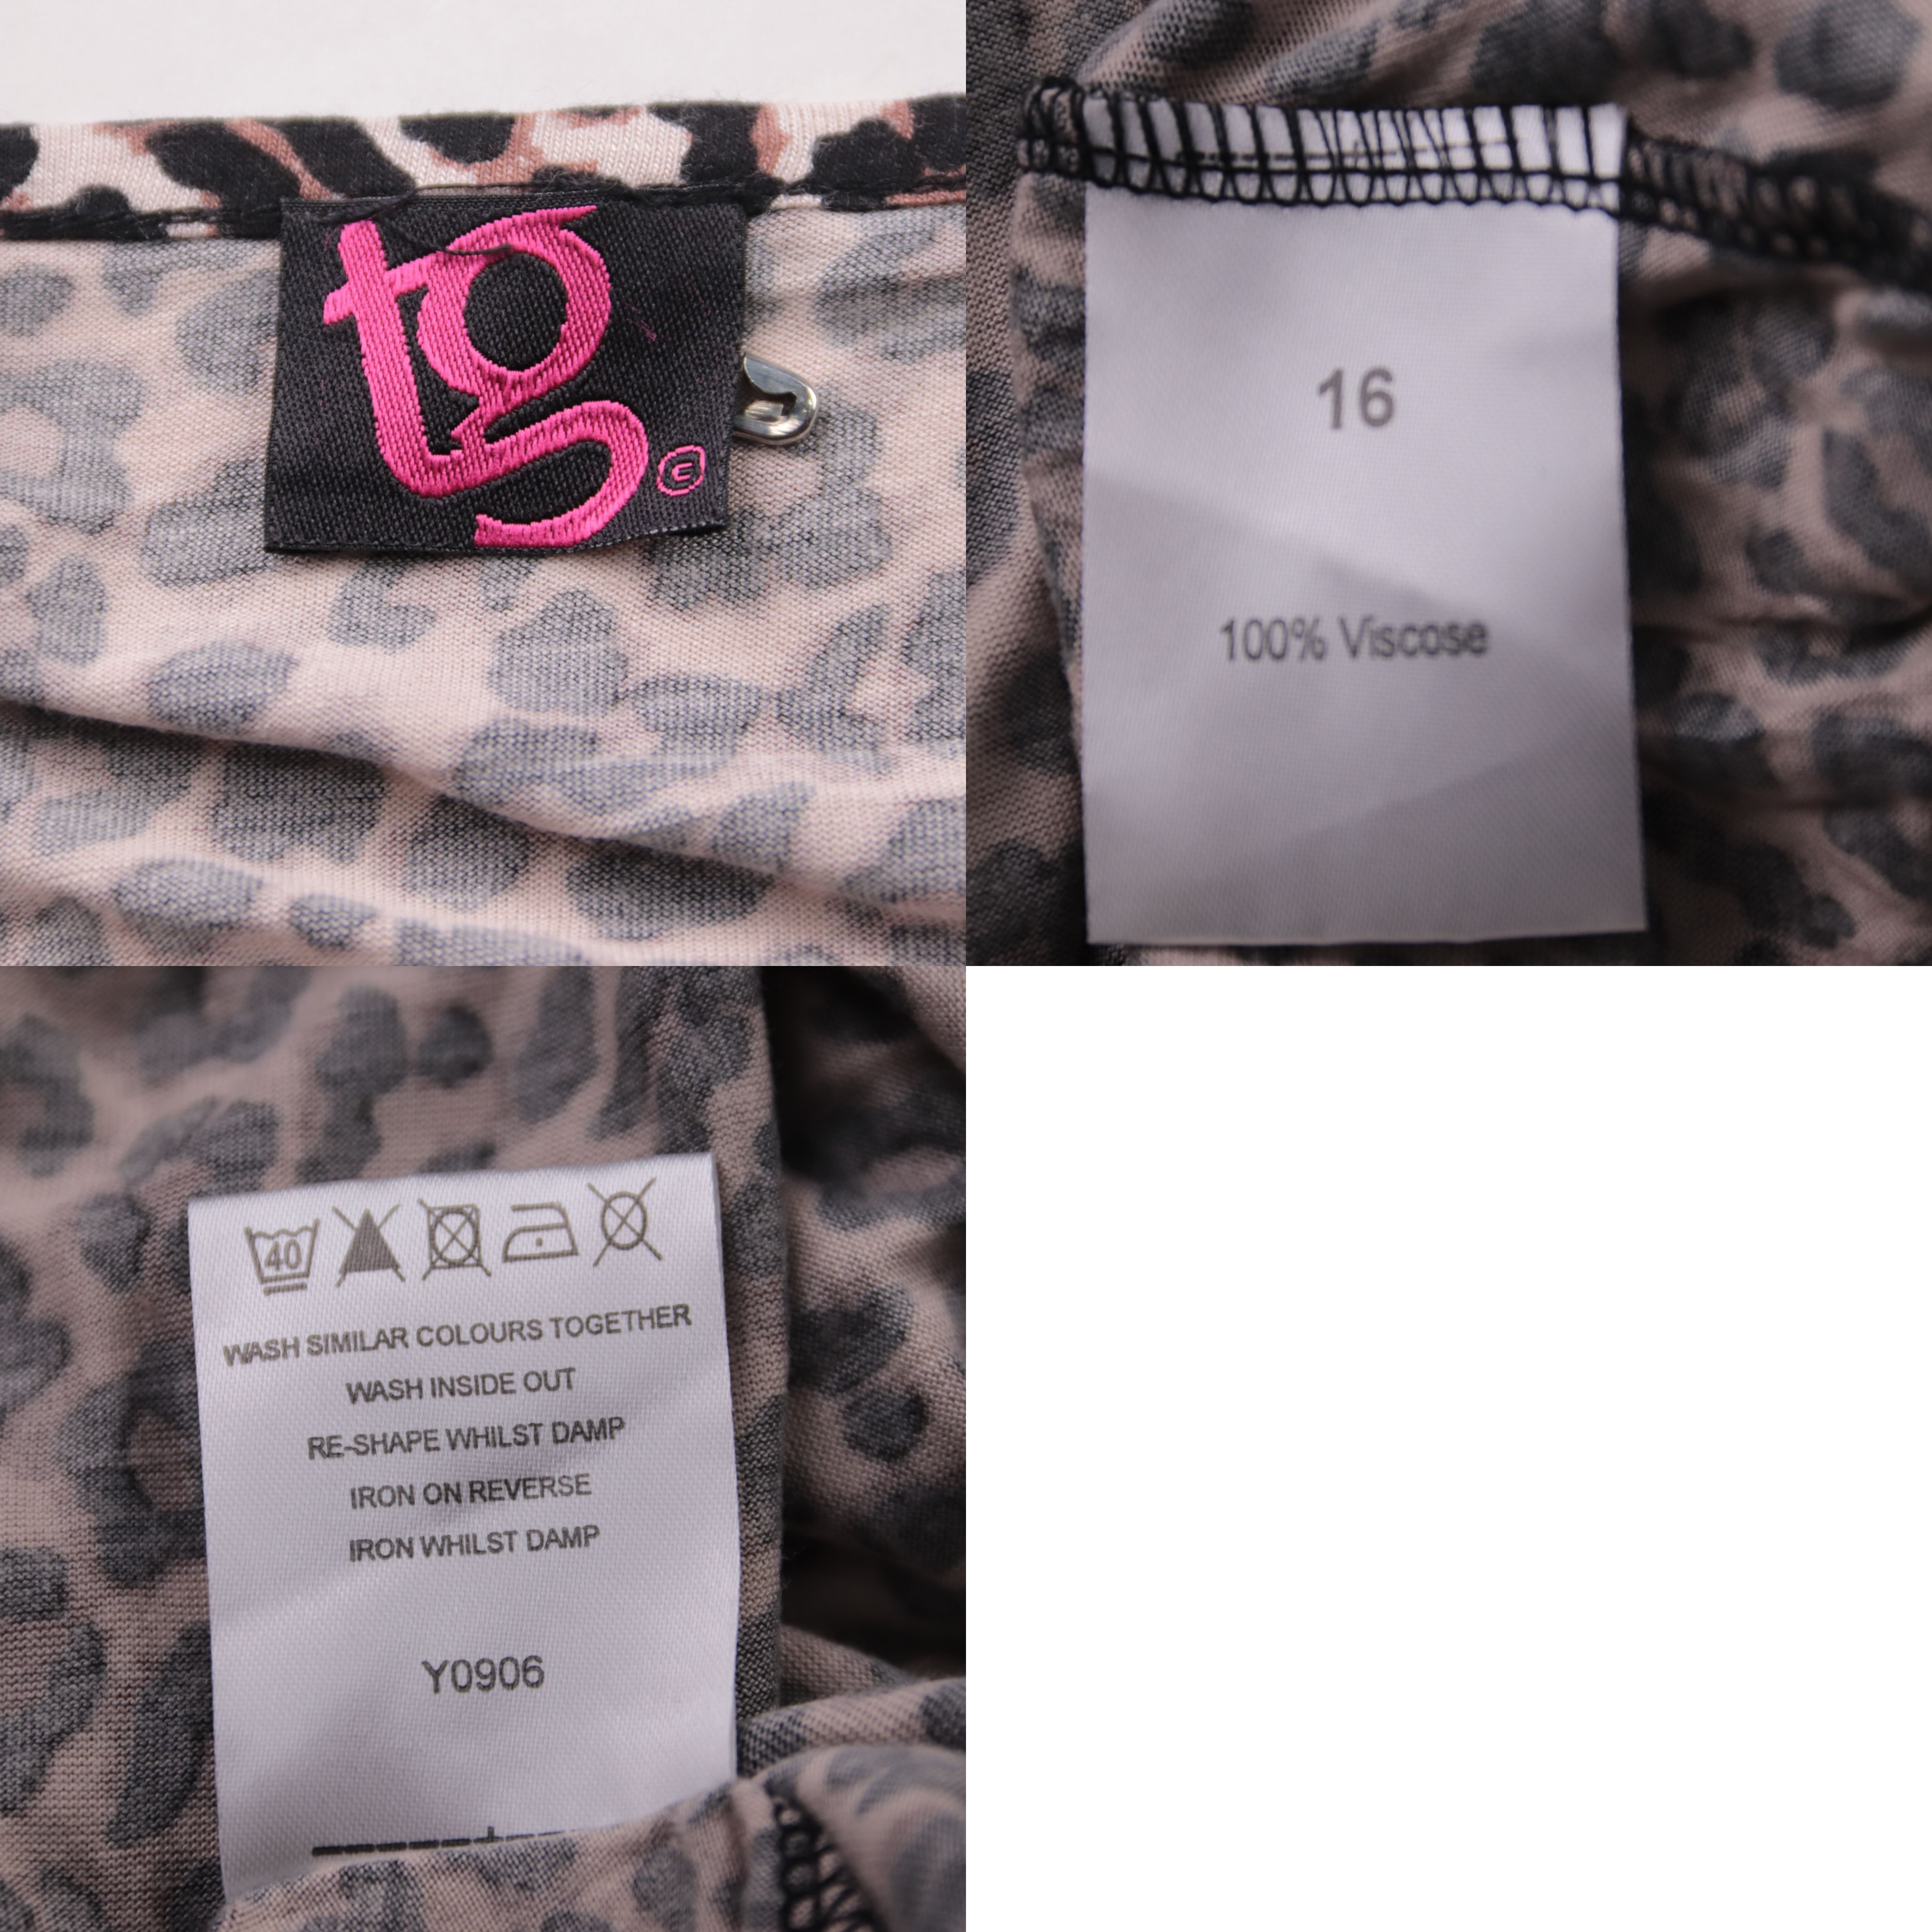 tg
©
16
100% Viscose
40
WASH SIMILAR COLOURS TOGETHER
WASH INSIDE OUT
RE-SHAPE WHILST DAMP
IRON ON REVERSE
IRON WHILST DAMP
Y0906